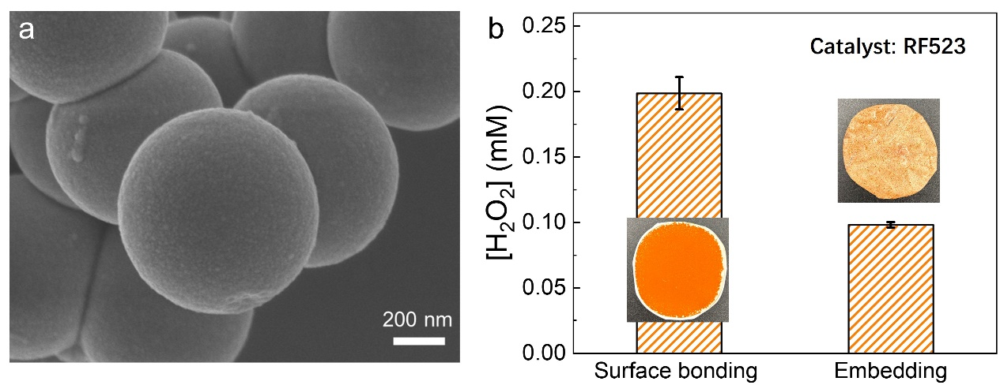 a
200 nm
b
Catalyst: RF523
[H₂O₂] (mM)
0.25
0.20
0.15
0.10
0.05
0.00
Surface bonding
Embedding